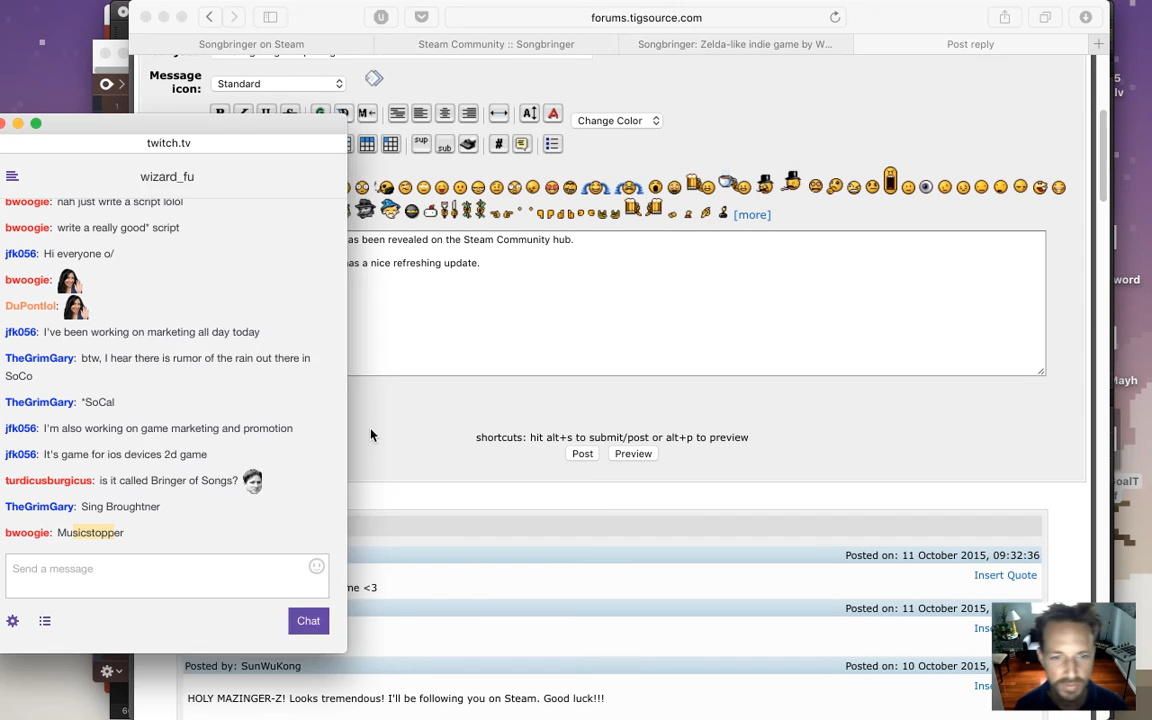 forums.tigsource.com
Songbringer on Steam
Steam Community :: Songbringer
Songbringer: Zelda-like indie game by W...
Post reply
Message
icon:
Standard
Change Color
[more]
as been revealed on the Steam Community hub.
as a nice refreshing update.
shortcuts: hit alt+s to submit/post or alt+p to preview
Post
Preview
Posted on: 11 October 2015, 09:32:36
Insert Quote
me <3
Posted on: 11 October 2015,
Posted by: SunWuKong
Posted on: 10 October 2015,
HOLY MAZINGER-Z! Looks tremendous! I'll be following you on Steam. Good luck!!!
twitch.tv
wizard_fu
bwoogie: nah just write a script lolol
bwoogie: write a really good* script
jfk056: Hi everyone o/
bwoogie:
DuPontlol:
jfk056: I've been working on marketing all day today
TheGrimGary: btw, I hear there is rumor of the rain out there in
SoCo
TheGrimGary: *SoCal
jfk056: I'm also working on game marketing and promotion
jfk056: It's game for ios devices 2d game
turdicusburgicus: is it called Bringer of Songs?
TheGrimGary: Sing Broughtner
bwoogie: Musicstopper
Send a message
Chat